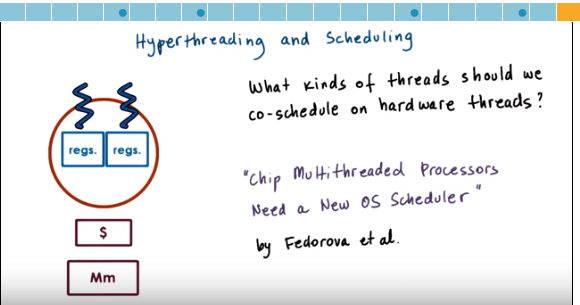 Hyperthreading and Scheduling
What kinds of threads should we
co-schedule on hardware threads?
regs. regs.
"Chip Multithreaded Processors
Need a New OS Scheduler"
by Fedorova et al.
$
Mm